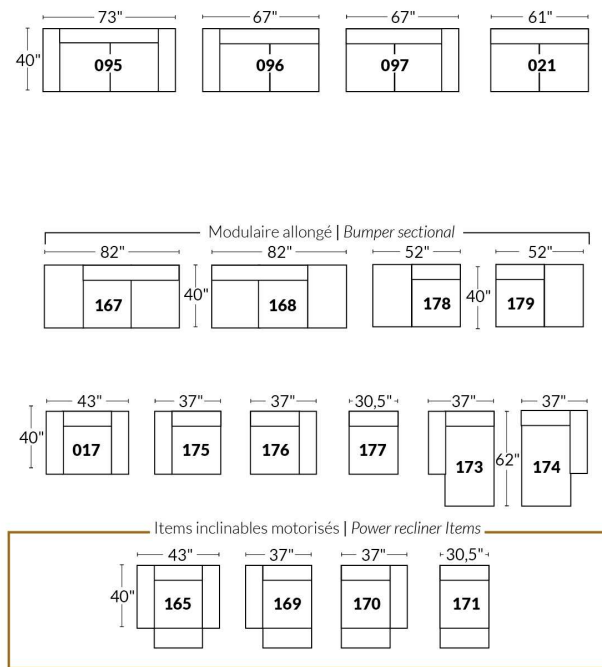 73" 67" 67" 61"
40" 095 096 097 021
Modulaire allongé | Bumper sectional
82" 82" 52" 52"
167 40" 168 178 40" 179
43" 37" 37" 30,5" 37" 37"
40" 017 175 176 177 173 62" 174
Items inclinables motorisés | Power recliner Items
43" 37" 37" 30,5"
40" 165 169 170 171